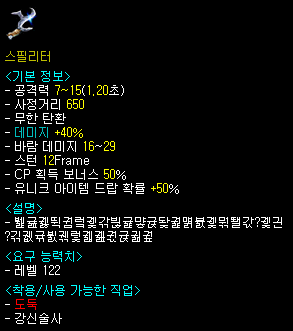 스필리터
<기본 정보>
- 공격력 7~15(1,20초)
- 사정거리 650
- 무한 탄환
- 데미지 +40%
- 바람 데미지 16~29
- 스턴 12Frame
- CP 획득 보너스 50%
- 유니크 아이템 드랍 확률 +50%
<설명>
<요구 능력치>
- 레벨 122
<착용/사용 가능한 직업>
- 도둑
- 강신술사